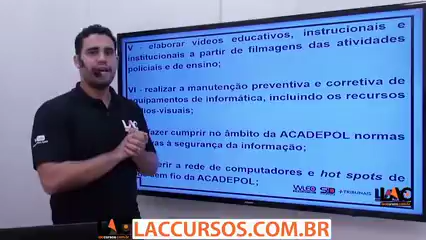 V - elaborar vídeos educativos, instrucionais e
institucionais a partir de filmagens das atividades
policiais e de ensino;
VI - realizar a manutenção preventiva e corretiva de
equipamentos de informática, incluindo os recursos
fazer cumprir no âmbito da ACADEPOL normas
à segurança da informação;
a rede de computadores e hot spots de
sem fio da ACADEPOL;
LACCURSOS.COM.BR